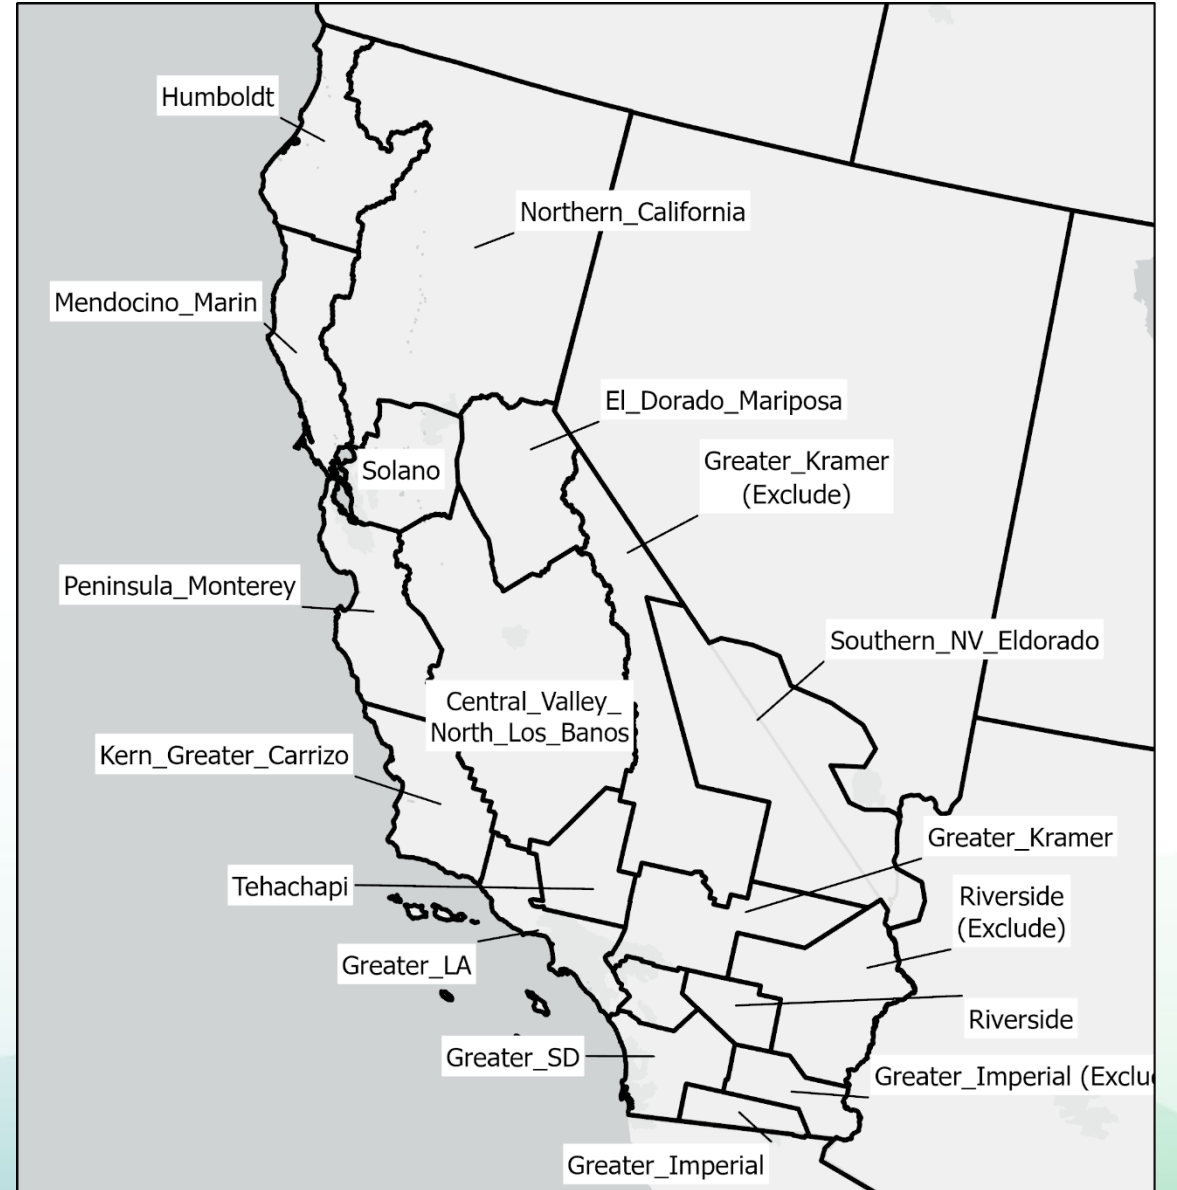 Humboldt
Northern_California
Mendocino_Marin
El_Dorado_Mariposa
Greater_Kramer
(Exclude)
Solano
Peninsula_Monterey
Southern_NV_Eldorado
Central_Valley_
North_Los_Banos
Kern_Greater_Carrizo
Greater_Kramer
Tehachapi
Riverside
(Exclude)
Greater_LA
Riverside
Greater_SD
Greater_Imperial (Exclu
Greater_Imperial